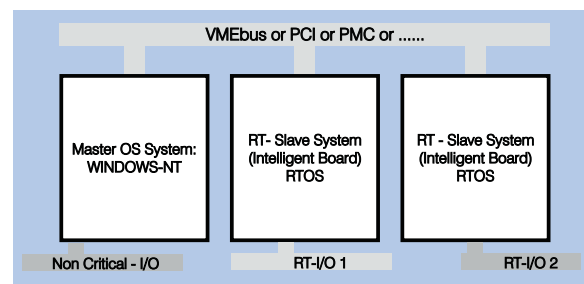 VMEbus or PCI or PMC or ......
Master OS System:
WINDOWS-NT
RT- Slave System
(Intelligent Board)
RTOS
RT - Slave System
(Intelligent Board)
RTOS
Non Critical - I/O
RT-I/O 1
RT-I/O 2